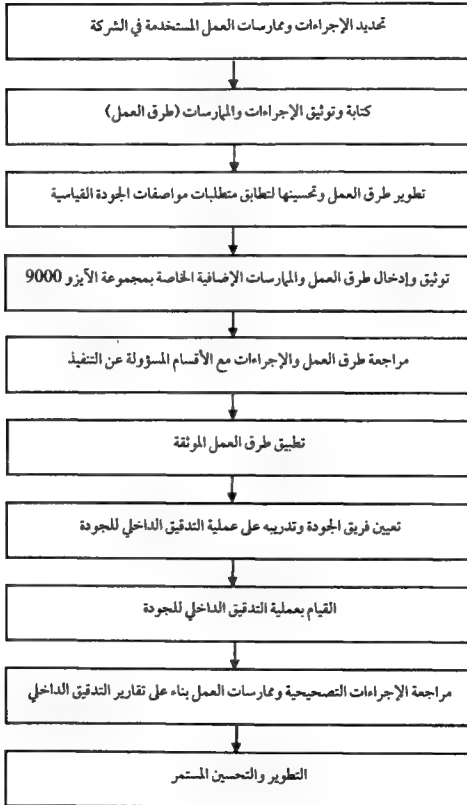 تحديد الإجراءات وممارسات العمل المستخدمة في الشركة
كتابة وتوثيق الإجراءات والممارسات (طرق العمل)
تطوير طرق العمل وتحسينها لتطابق متطلبات مواصفات الجودة القياسية
توثيق وإدخال طرق العمل والممارسات الإضافية الخاصة بمجموعة الآيزو 9000
مراجعة طرق العمل والإجراءات مع الأقسام المسؤولة عن التنفيذ
تطبيق طرق العمل الموثقة
تعيين فريق الجودة وتدريبه على عملية التدقيق الداخلي للجودة
القيام بعملية التدقيق الداخلي للجودة
مراجعة الإجراءات التصحيحية وممارسات العمل بناء على تقارير التدقيق الداخلي
التطوير والتحسين المستمر